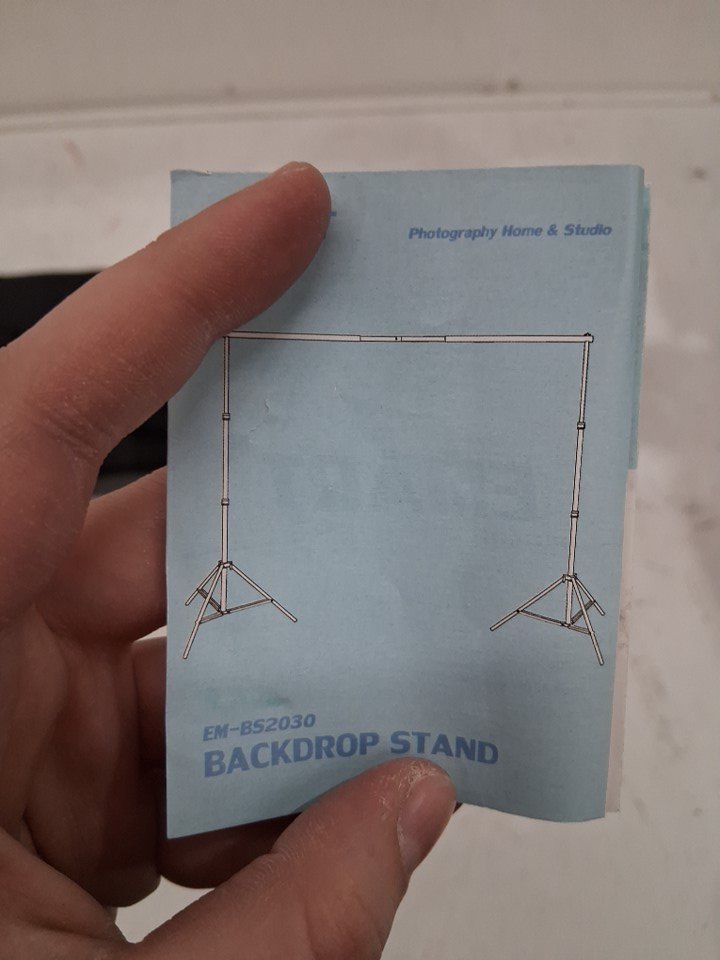 Photography Home & Studio
EM-BS2030
BACKDROP STAND